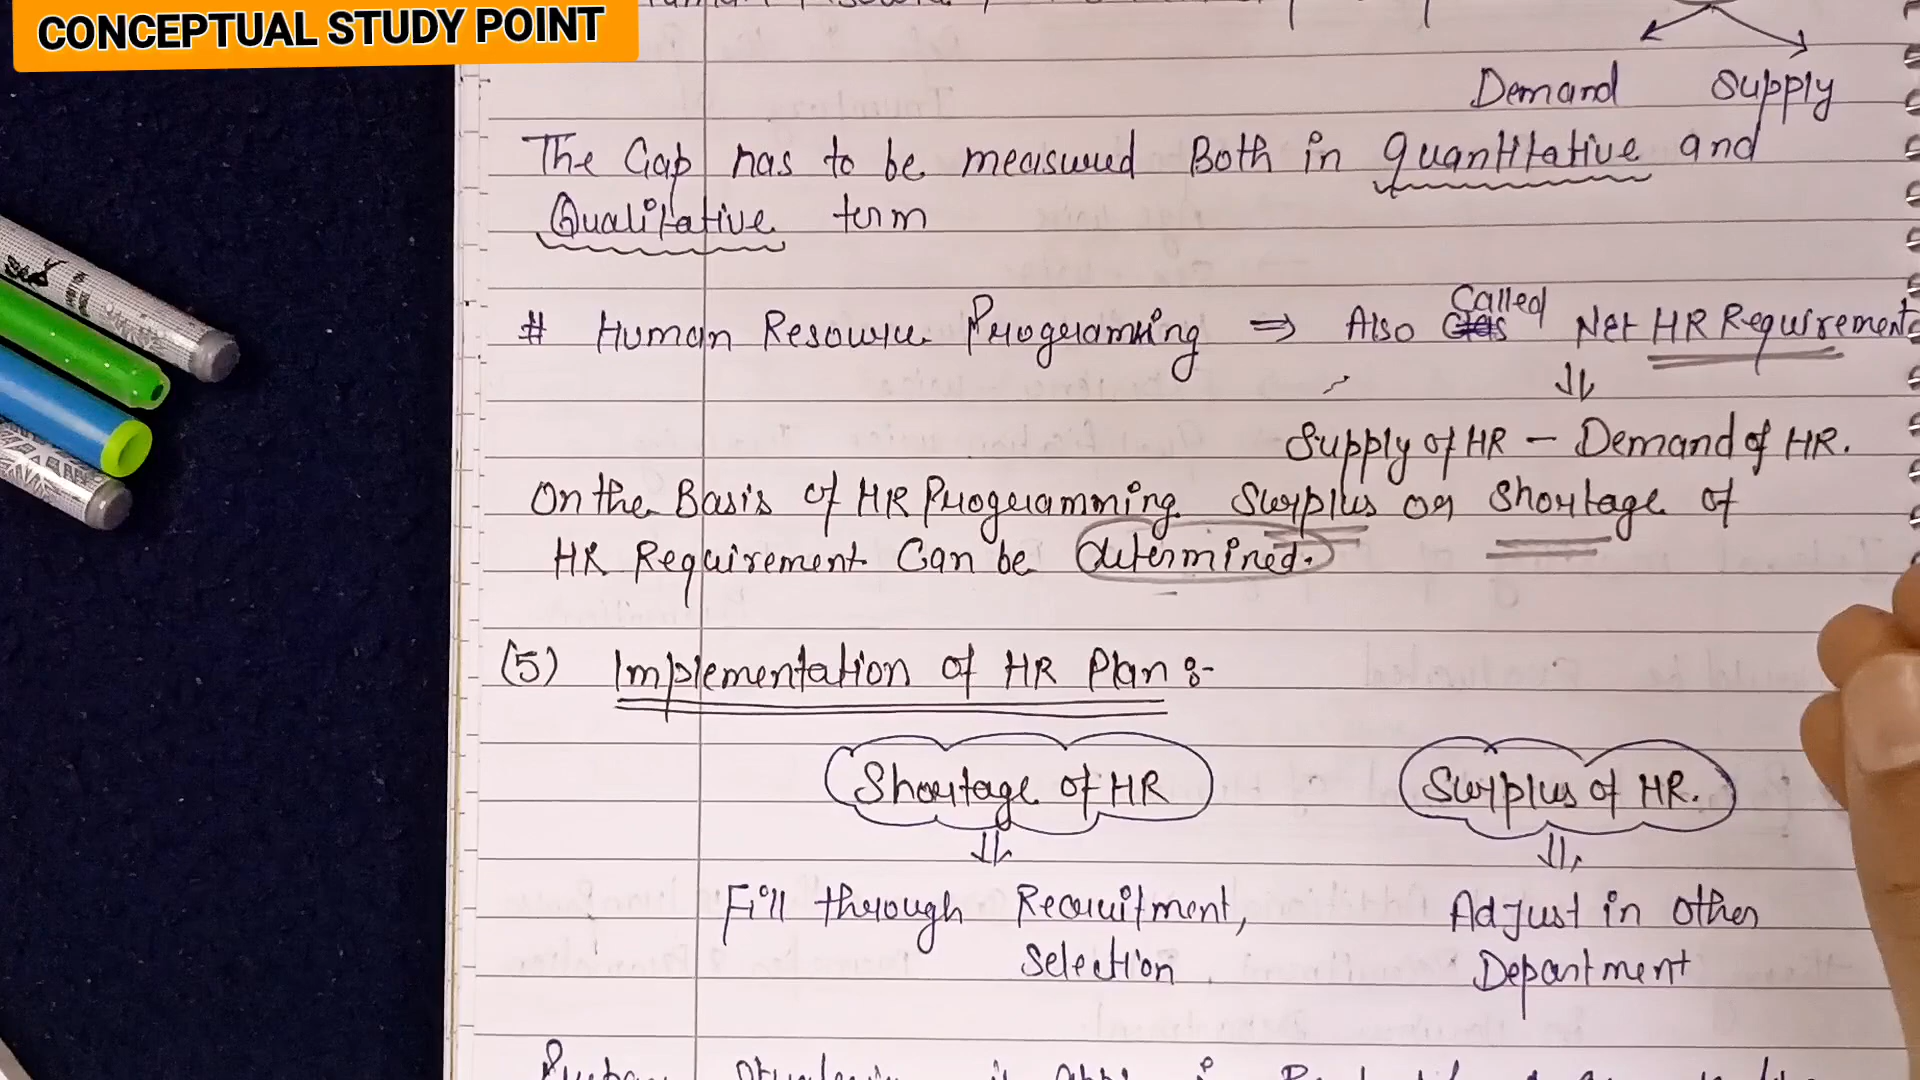 CONCEPTUAL STUDY POINT
Demand Supply
The Gap has to be measured Both in quantitative and
Qualitative term
# Human Resource Programming ⇒ Also Called Net HR Requirement
⇓
Supply of HR – Demand of HR.
On the Basis of HR Programming Surplus or Shortage of
HR Requirement Can be determined.
(5) Implementation of HR Plan :-
Shortage of HR Surplus of HR.
⇓ ⇓
Fill through Recruitment, Adjust in other
Selection Department